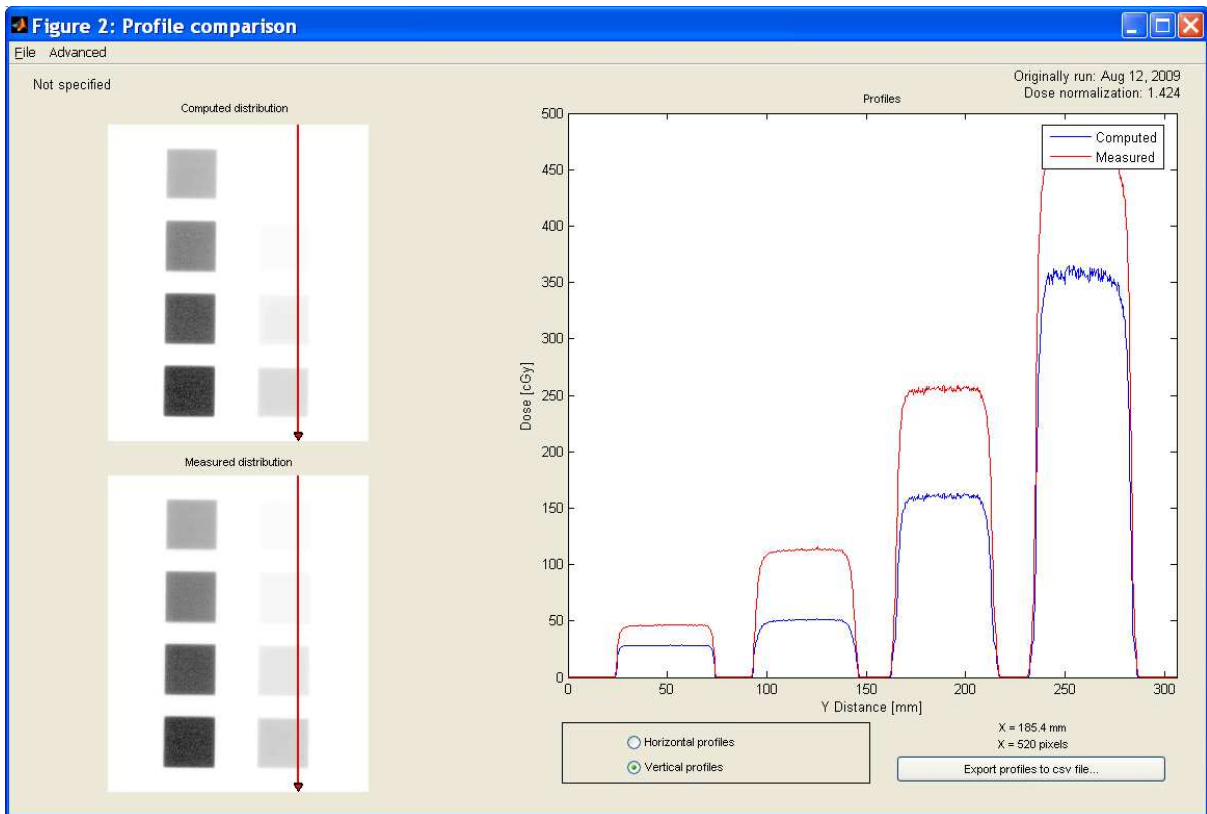 Figure 2: Profile comparison
File Advanced
Not specified
Originally run: Aug 12, 2009
Dose normalization: 1.424
Computed distribution
Measured distribution
Profiles
Computed
Measured
500
450
400
350
300
250
200
150
100
50
0
Dose [cGy]
0 50 100 150 200 250 300
Y Distance [mm]
Horizontal profiles
Vertical profiles
X = 185.4 mm
X = 520 pixels
Export profiles to csv file...